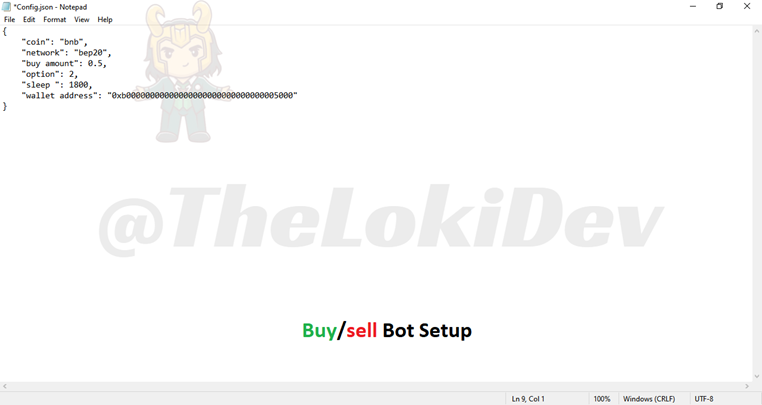 *Config.json - Notepad
File Edit Format View Help
{
"coin": "bnb",
"network": "bep20",
"buy amount": 0.5,
"option": 2,
"sleep ": 1800,
"wallet address": "0xb00000000000000000000000000000005000"
}
@TheLokiDev
Buy/sell Bot Setup
Ln 9, Col 1 100% Windows (CRLF) UTF-8